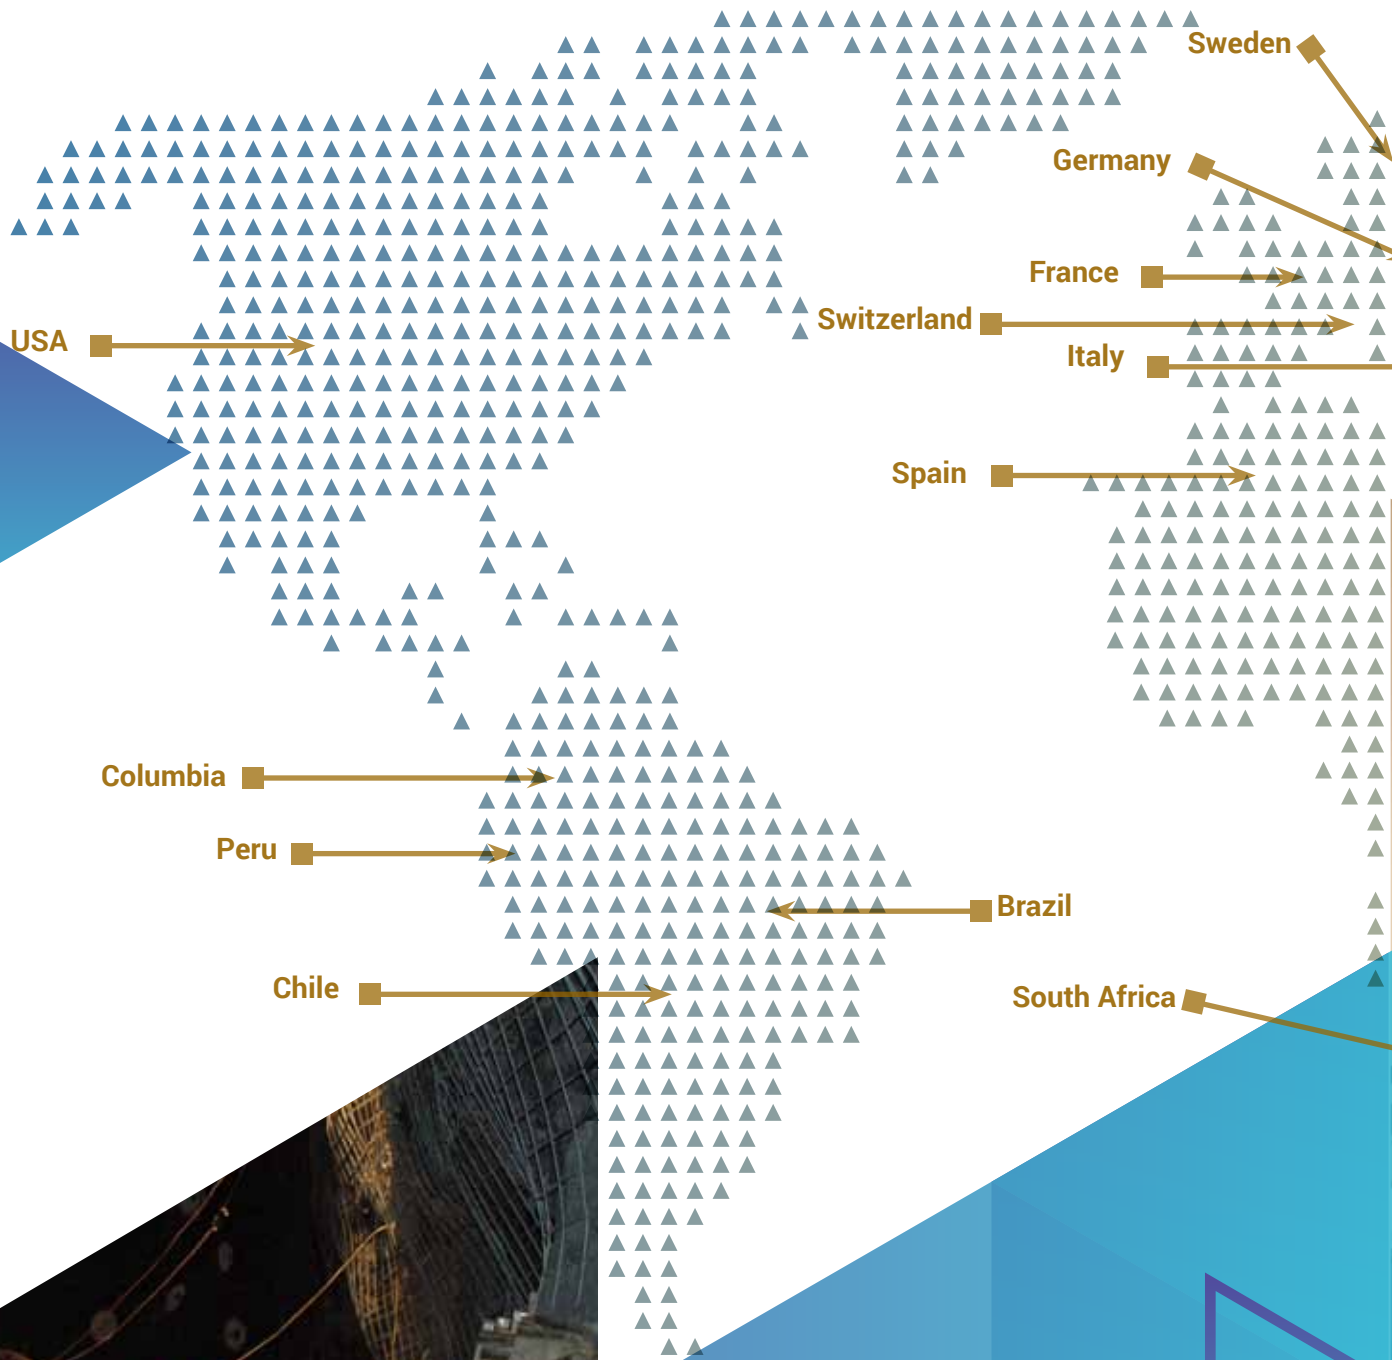 Sweden
Germany
France
Switzerland
USA
Italy
Spain
Columbia
Peru
Brazil
Chile
South Africa